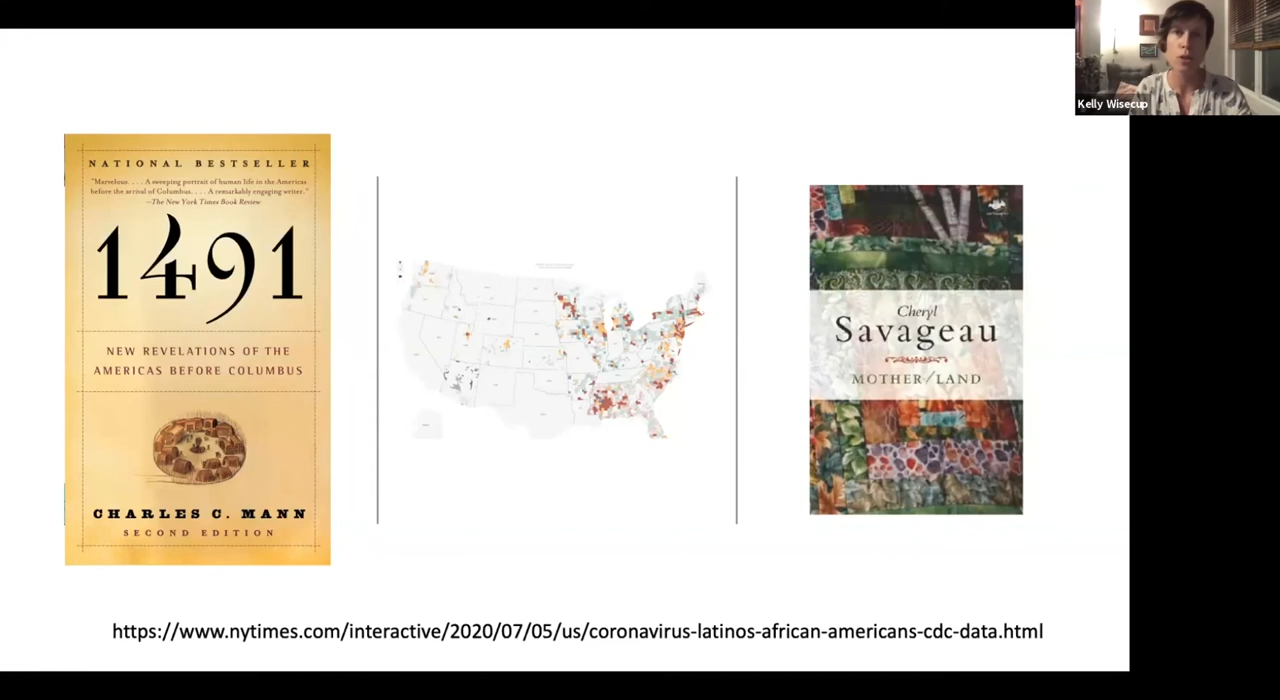 Kelly Wisecup
NATIONAL BESTSELLER
"Marvelous. . . . A sweeping portrait of human life in the Americas
before the arrival of Columbus. . . . A remarkably engaging writer."
—The New York Times Book Review
1491
NEW REVELATIONS OF THE
AMERICAS BEFORE COLUMBUS
CHARLES C. MANN
SECOND EDITION
Cheryl
Savageau
MOTHER/LAND
https://www.nytimes.com/interactive/2020/07/05/us/coronavirus-latinos-african-americans-cdc-data.html